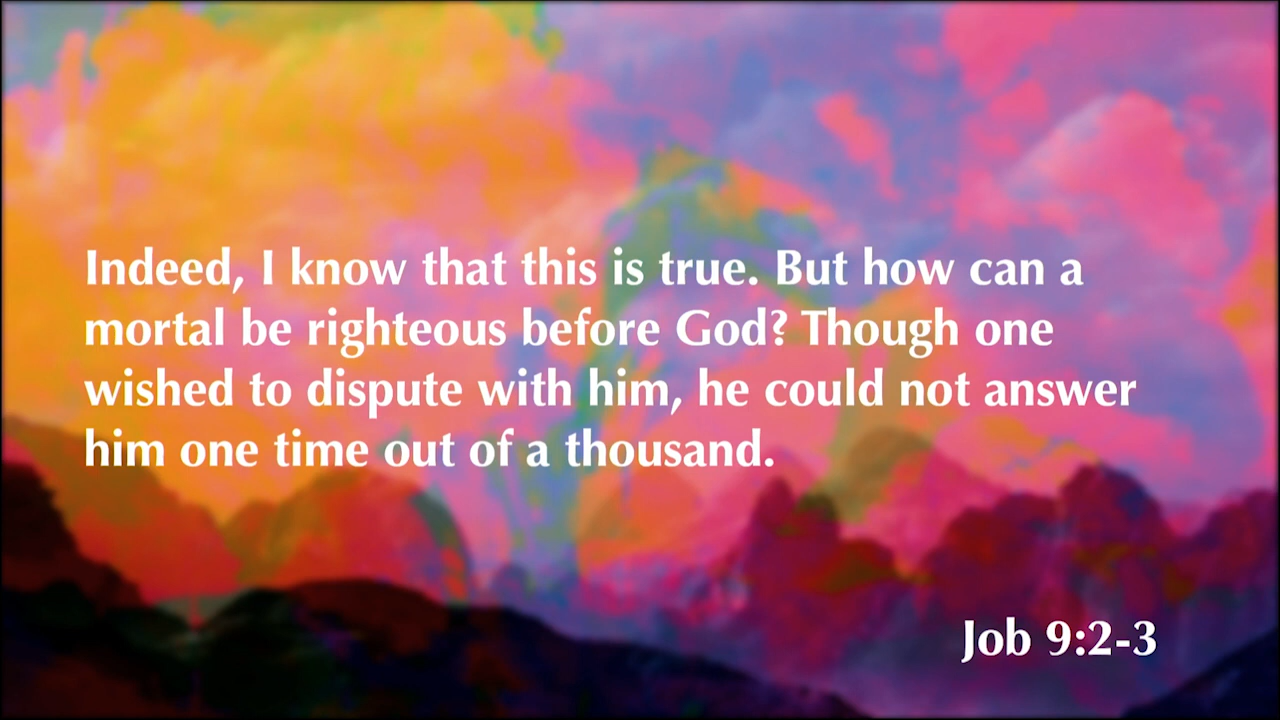 Indeed, I know that this is true. But how can a
mortal be righteous before God? Though one
wished to dispute with him, he could not answer
him one time out of a thousand.
Job 9:2-3